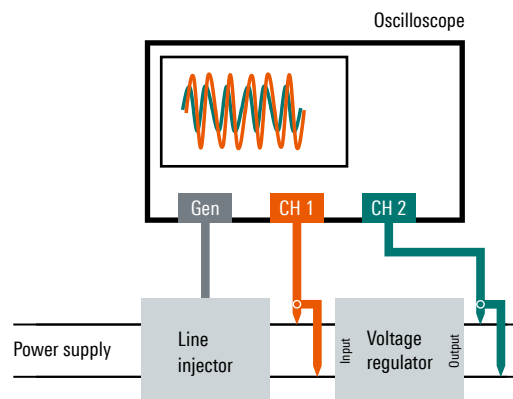 Oscilloscope
Gen
CH 1
CH 2
Power supply
Line
injector
Input
Voltage
regulator
Output